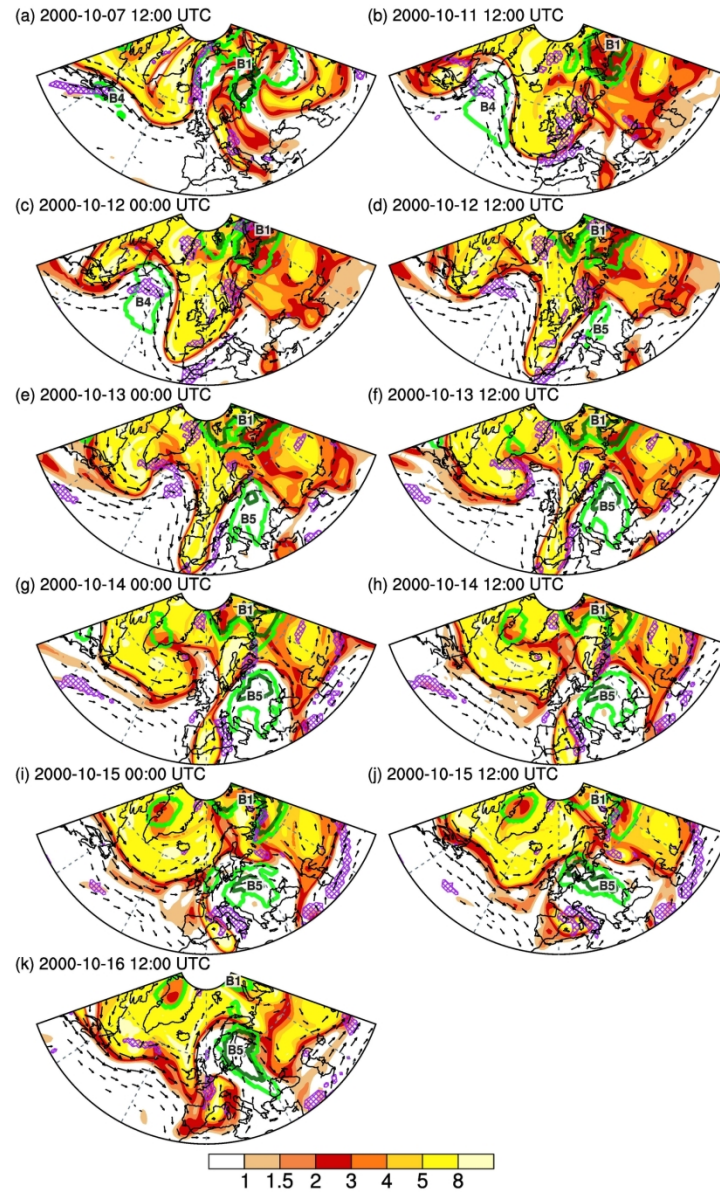 (a) 2000-10-07 12:00 UTC
B1
B4
(b) 2000-10-11 12:00 UTC
B1
B4
(c) 2000-10-12 00:00 UTC
B1
B4
(d) 2000-10-12 12:00 UTC
B1
B5
(e) 2000-10-13 00:00 UTC
B1
B5
(f) 2000-10-13 12:00 UTC
B1
B5
(g) 2000-10-14 00:00 UTC
B1
B5
(h) 2000-10-14 12:00 UTC
B1
B5
(i) 2000-10-15 00:00 UTC
B1
B5
(j) 2000-10-15 12:00 UTC
B1
B5
(k) 2000-10-16 12:00 UTC
B1
B5
1 1.5 2 3 4 5 8